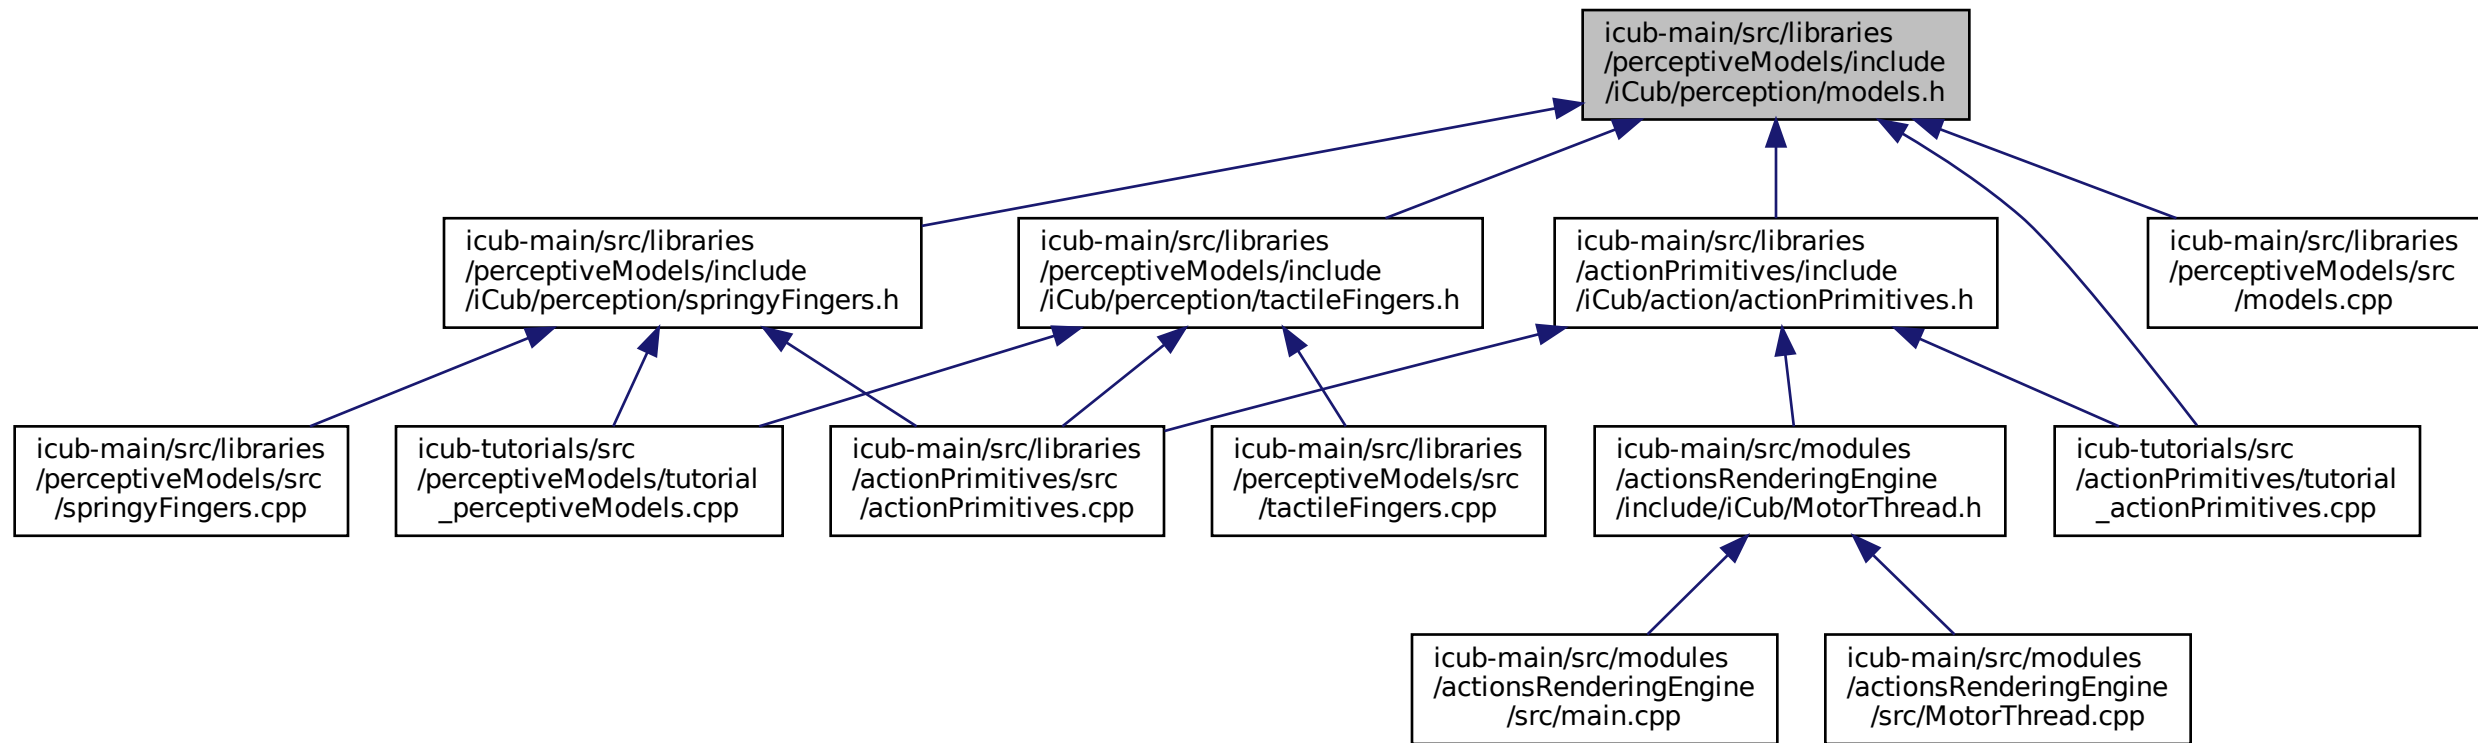 icub-main/src/libraries
/perceptiveModels/include
/iCub/perception/models.h
icub-main/src/libraries
/perceptiveModels/include
/iCub/perception/springyFingers.h
icub-main/src/libraries
/perceptiveModels/include
/iCub/perception/tactileFingers.h
icub-main/src/libraries
/actionPrimitives/include
/iCub/action/actionPrimitives.h
icub-main/src/libraries
/perceptiveModels/src
/models.cpp
icub-main/src/libraries
/perceptiveModels/src
/springyFingers.cpp
icub-tutorials/src
/perceptiveModels/tutorial
_perceptiveModels.cpp
icub-main/src/libraries
/actionPrimitives/src
/actionPrimitives.cpp
icub-main/src/libraries
/perceptiveModels/src
/tactileFingers.cpp
icub-main/src/modules
/actionsRenderingEngine
/include/iCub/MotorThread.h
icub-tutorials/src
/actionPrimitives/tutorial
_actionPrimitives.cpp
icub-main/src/modules
/actionsRenderingEngine
/src/main.cpp
icub-main/src/modules
/actionsRenderingEngine
/src/MotorThread.cpp